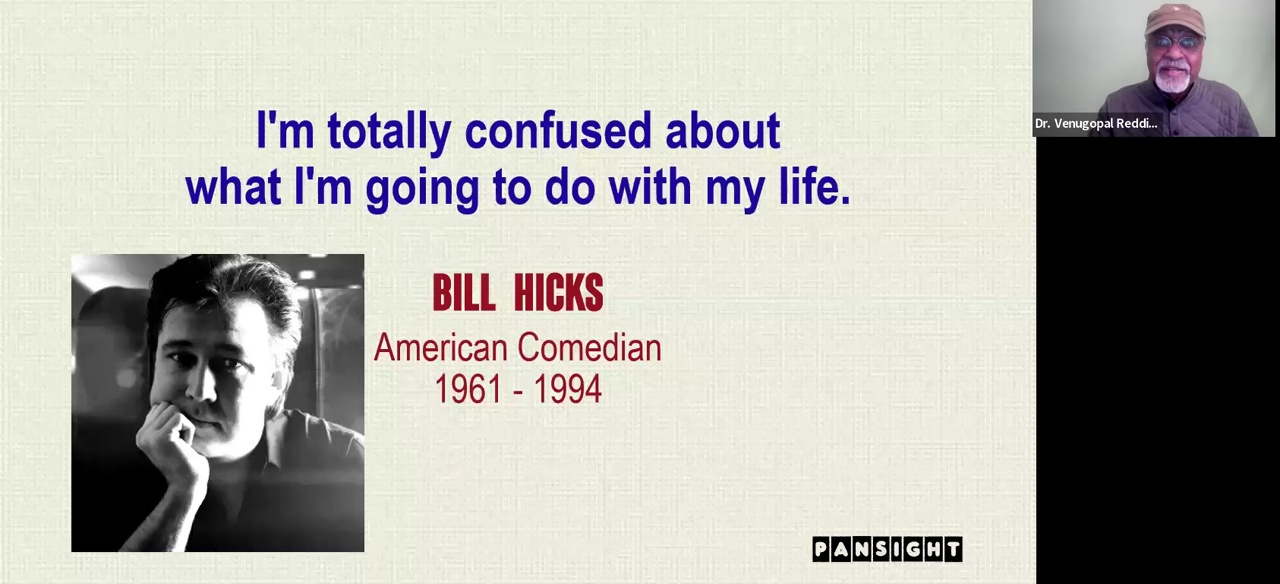 I'm totally confused about
what I'm going to do with my life.
BILL HICKS
American Comedian
1961 - 1994
PANSIGHT
Dr. Venugopal Reddi...